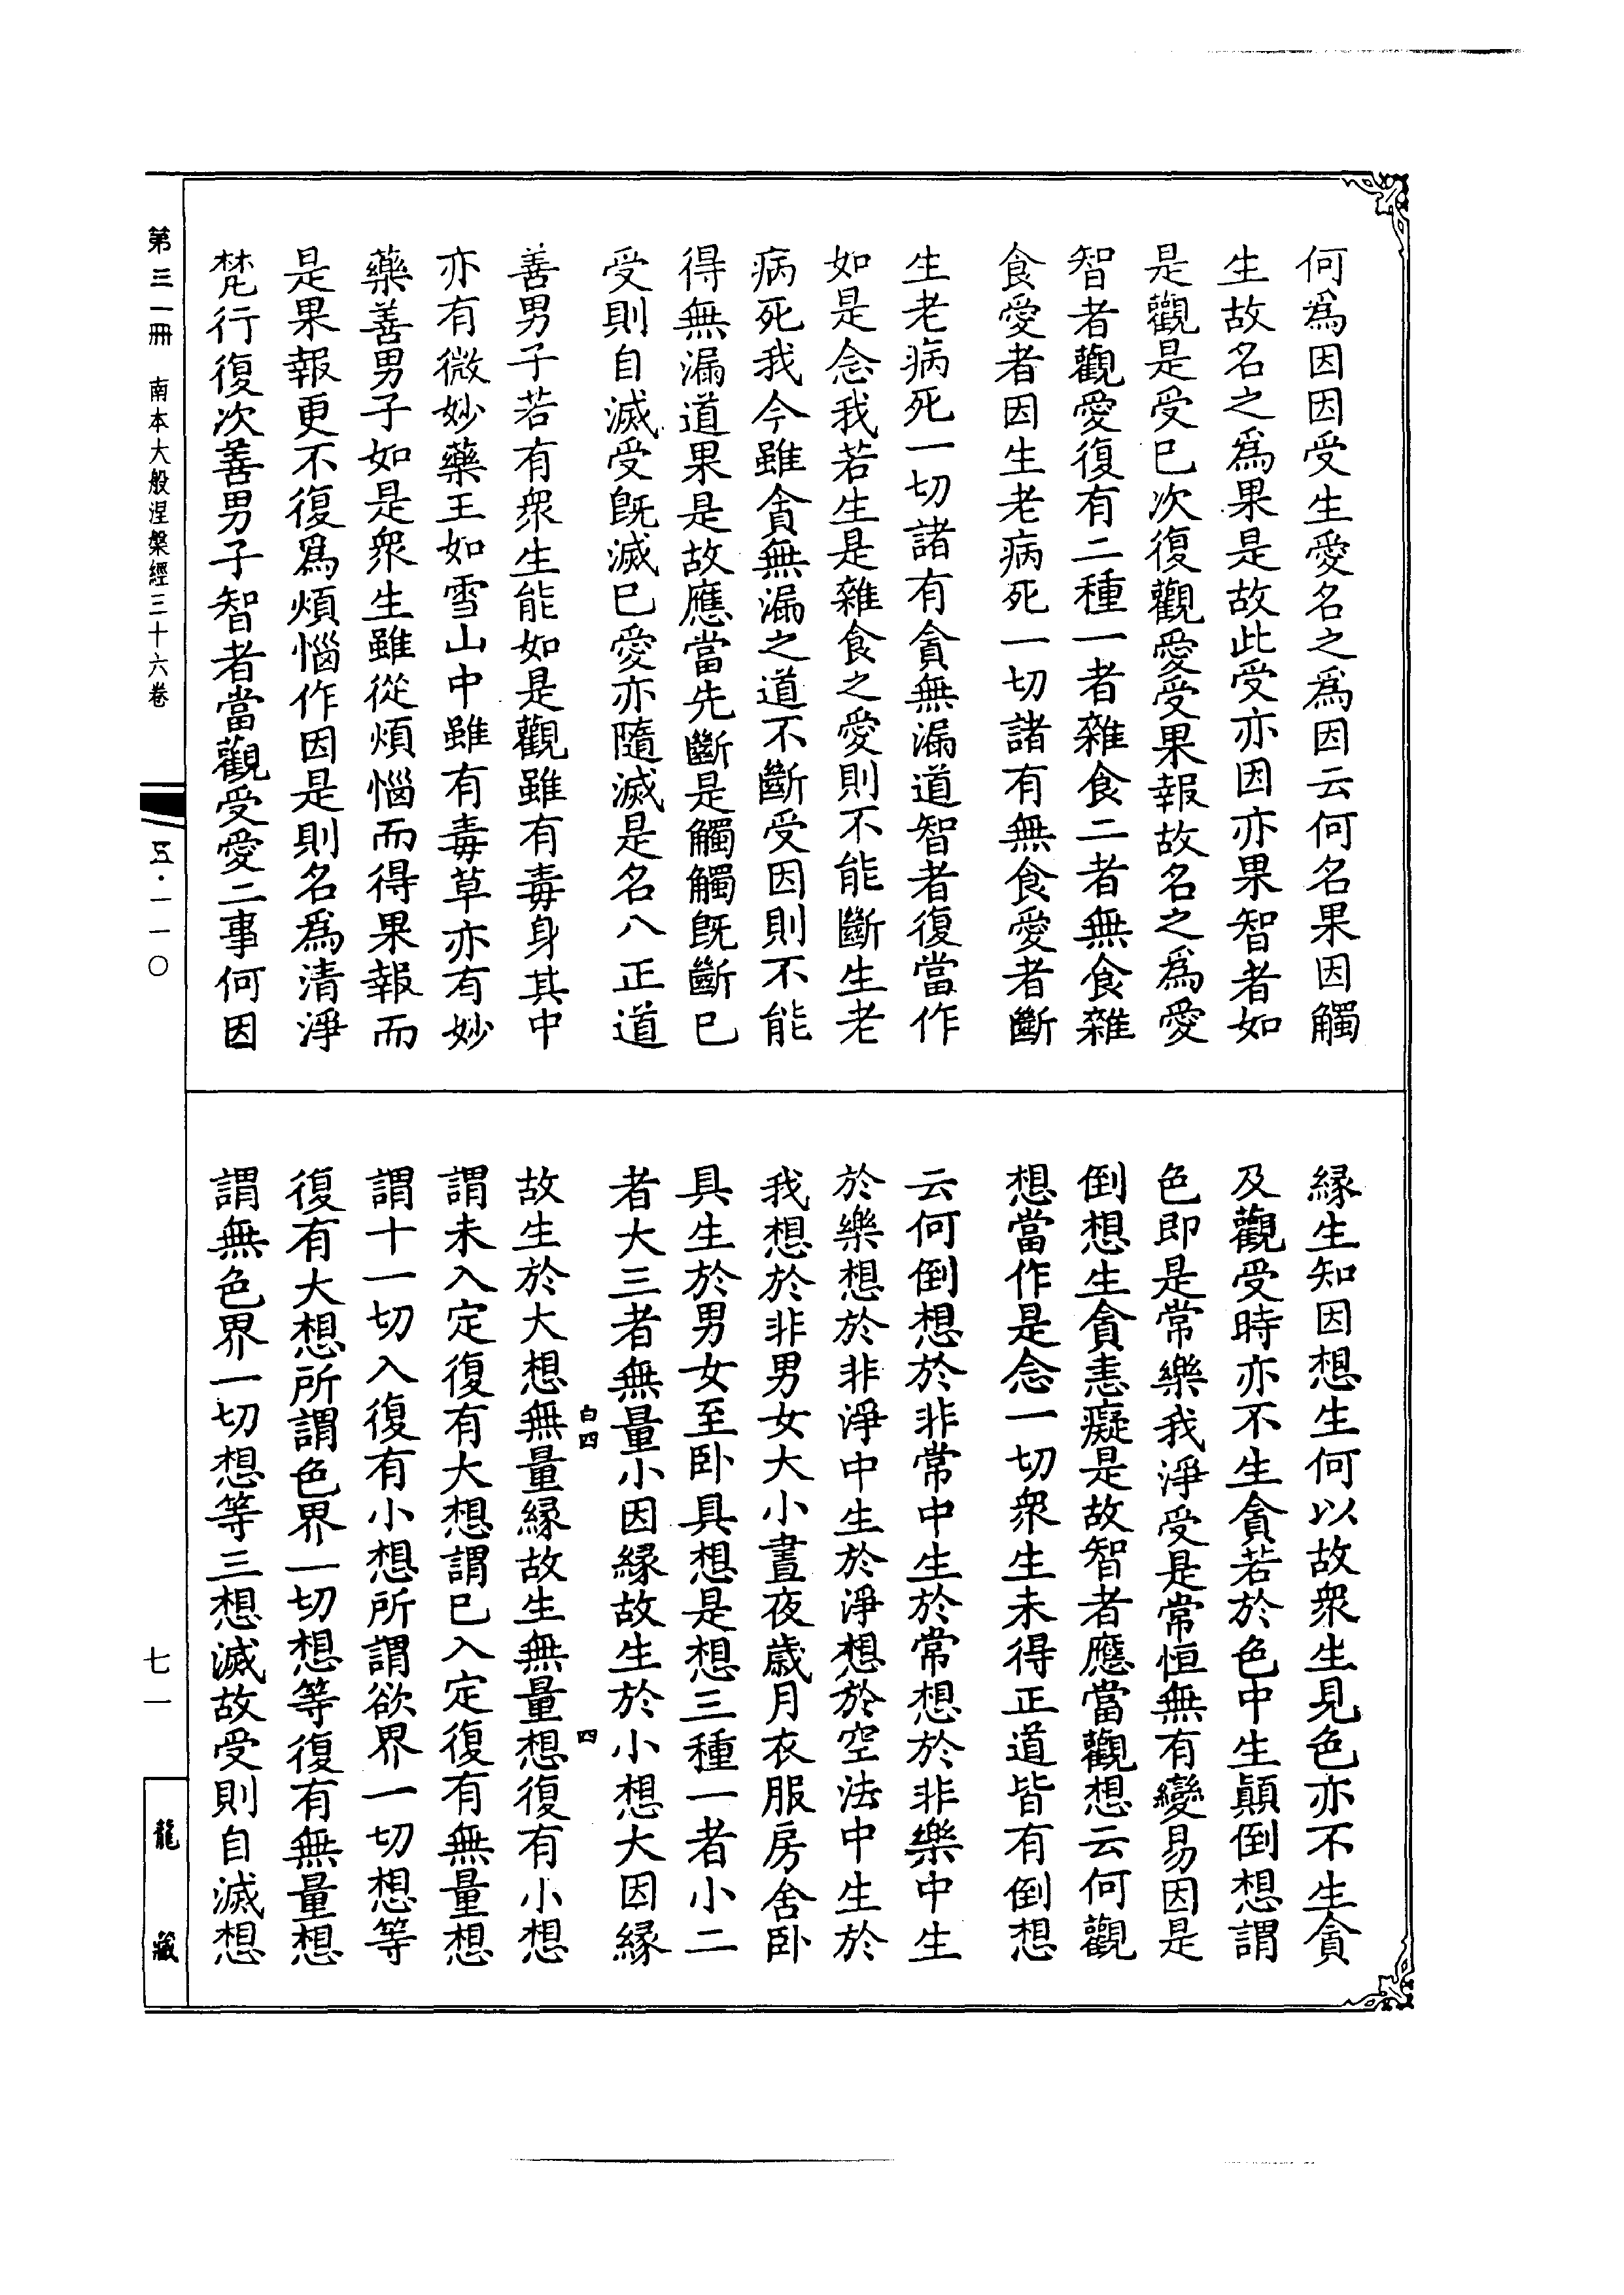 何爲因因受生愛名之爲因云何名果因觸
生故名之爲果是故此受亦因亦果智者如
是觀是受已次復觀愛愛受果報故名之爲愛
智者觀愛復有二種一者雜食二者無食雜
食愛者因生老病死一切諸有無食愛者斷
生老病死一切諸有貪無漏道智者復當作
如是念我若生是雜食之愛則不能斷生老
病死我今雖貪無漏之道不斷受因則不能
得無漏道果是故應當先斷是觸觸既斷已
受則自滅受既滅已愛亦隨滅是名八正道
善男子若有衆生能如是觀雖有毒身其中
亦有微妙藥王如雪山中雖有毒草亦有妙
藥善男子如是衆生雖從煩惱而得果報而
是果報更不復爲煩惱作因是則名爲清淨
梵行復次善男子智者當觀受愛二事何因
緣生知因想生何以故衆生見色亦不生貪
及觀受時亦不生貪若於色中生顛倒想謂
色即是常樂我淨受是常恒無有變易因是
倒想生貪恚癡是故智者應當觀想云何觀
想當作是念一切衆生未得正道皆有倒想
云何倒想於非常中生於常想於非樂中生
於樂想於非淨中生於淨想於空法中生於
我想於非男女大小晝夜歲月衣服房舍卧
具生於男女至卧具想是想三種一者小二
者大三者無量小因緣故生於小想大因緣
故生於大想無量緣故生無量想復有小想
謂未入定復有大想謂已入定復有無量想
謂十一切入復有小想所謂欲界一切想等
復有大想所謂色界一切想等復有無量想
謂無色界一切想等三想滅故受則自滅想
白四
四
第三一冊　南本大般涅槃經三十六卷
五·一一〇
七一
龍藏